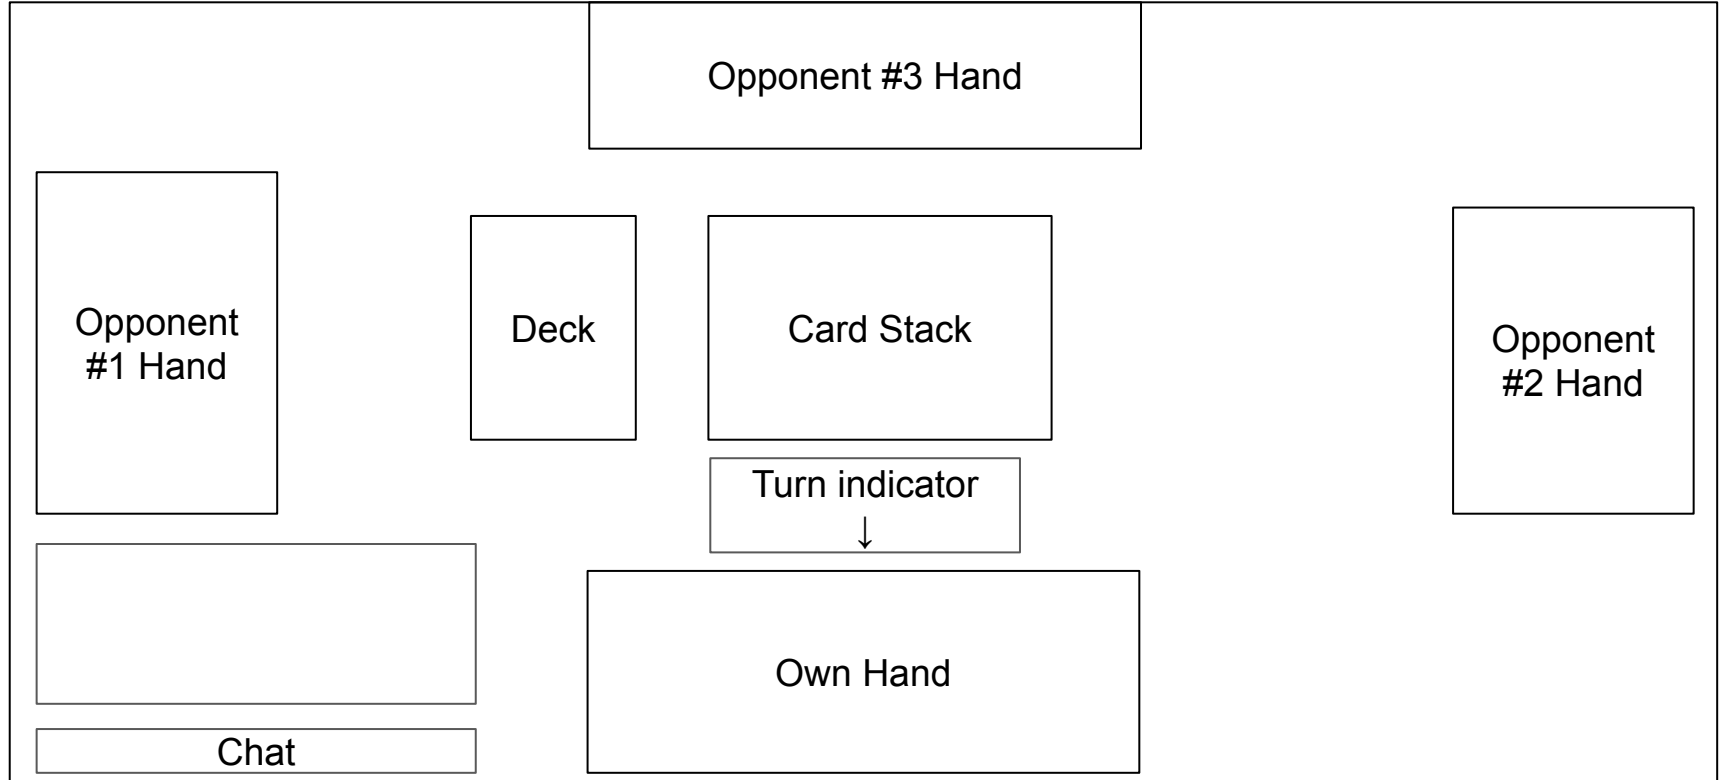 Opponent #3 Hand
Opponent
#1 Hand
Deck
Card Stack
Opponent
#2 Hand
Turn indicator
↓
Own Hand
Chat